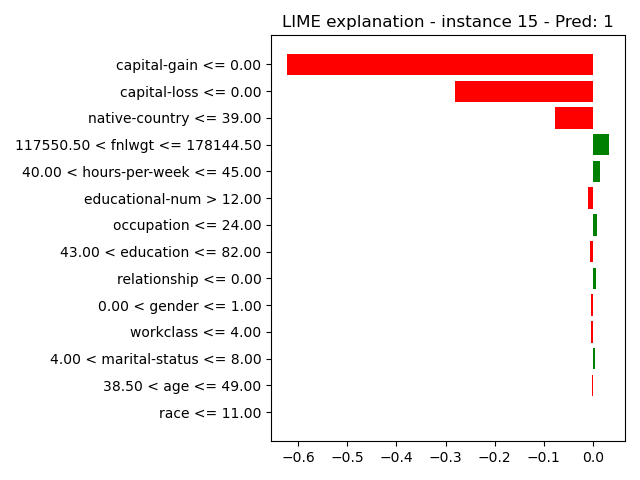 LIME explanation - instance 15 - Pred: 1
capital-gain <= 0.00
capital-loss <= 0.00
native-country <= 39.00
117550.50 < fnlwgt <= 178144.50
40.00 < hours-per-week <= 45.00
educational-num > 12.00
occupation <= 24.00
43.00 < education <= 82.00
relationship <= 0.00
0.00 < gender <= 1.00
workclass <= 4.00
4.00 < marital-status <= 8.00
38.50 < age <= 49.00
race <= 11.00
−0.6 −0.5 −0.4 −0.3 −0.2 −0.1 0.0